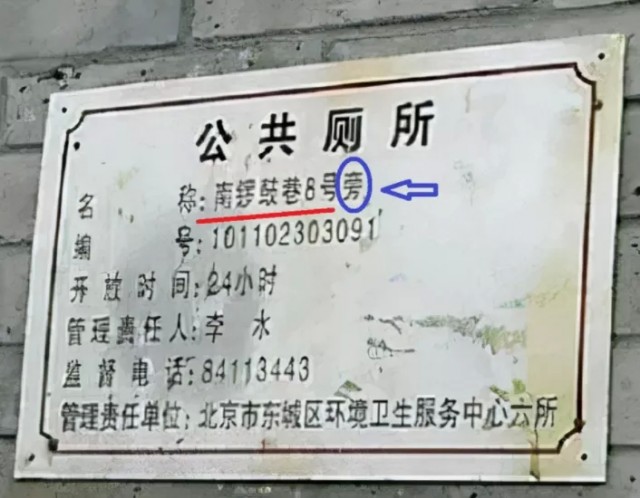 公共厕所
名称：南锣鼓巷8号旁
编号：101102303091
开放时间：24小时
管理责任人：李水
监督电话：84113443
管理责任单位：北京市东城区环境卫生服务中心六所